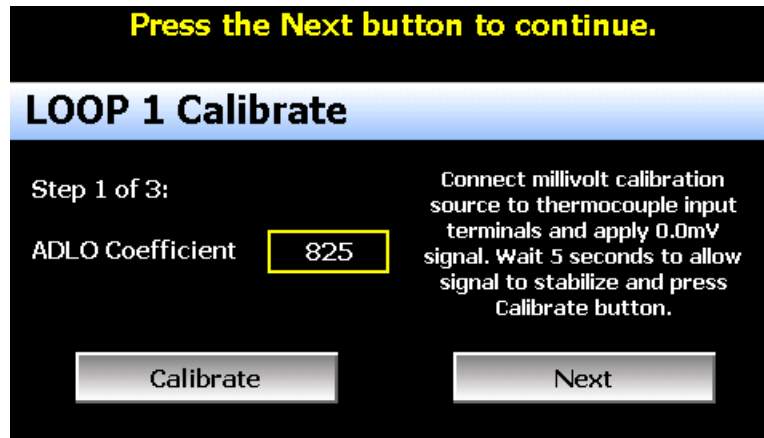 Press the Next button to continue.
LOOP 1 Calibrate
Step 1 of 3:
ADLO Coefficient 825
Connect millivolt calibration
source to thermocouple input
terminals and apply 0.0mV
signal. Wait 5 seconds to allow
signal to stabilize and press
Calibrate button.
Calibrate
Next